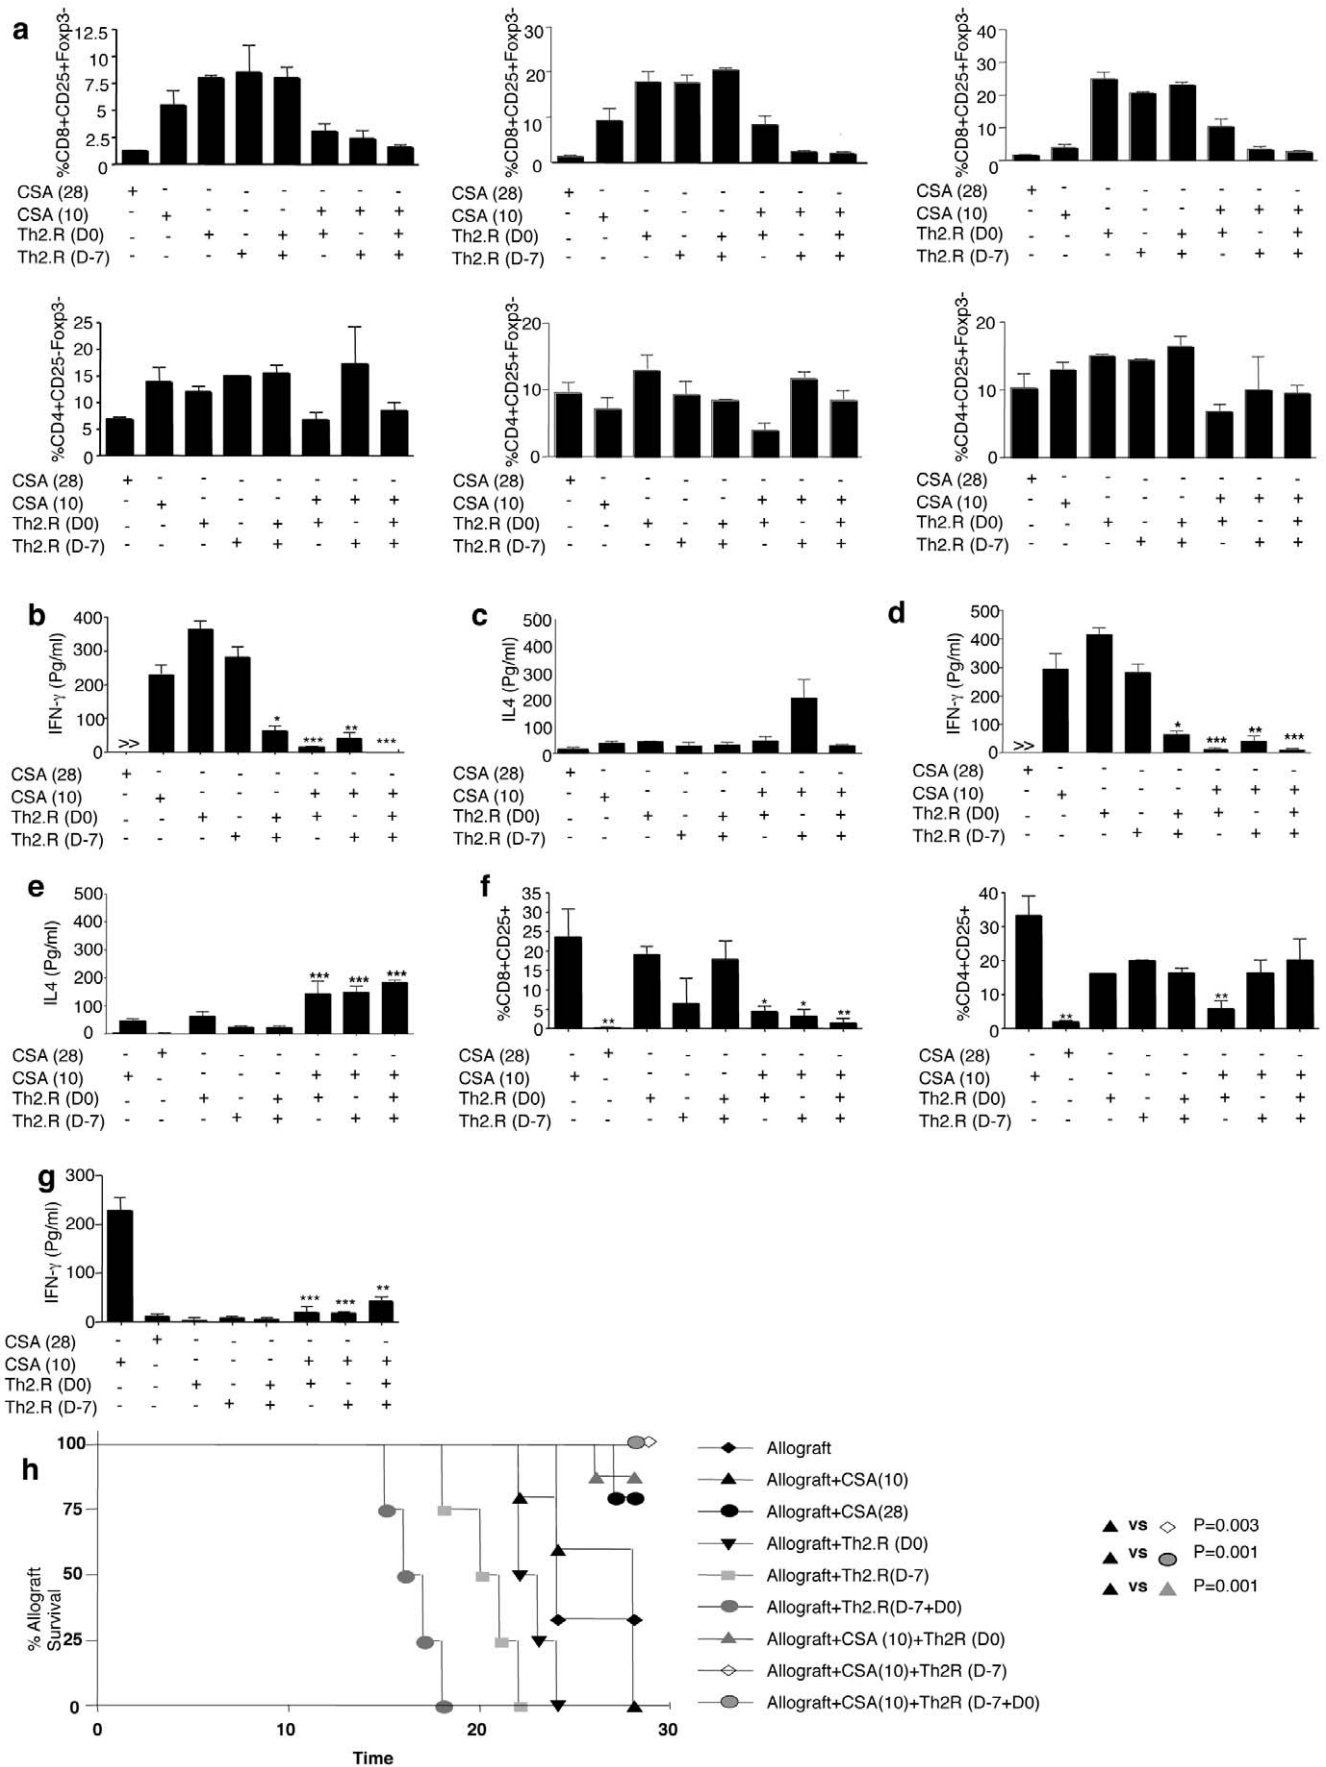 a
%CD8+CD25+Foxp3-
12.5
10
7.5
5
2.5
0
%CD8+CD25+Foxp3-
30
20
10
0
%CD8+CD25+Foxp3-
40
30
20
10
0
CSA (28) + - - - - - - -
CSA (10) - + - - - + + +
Th2.R (D0) - - + - + + - +
Th2.R (D-7) - - - + + - + +
CSA (28) + - - - - - - -
CSA (10) - + - - - + + +
Th2.R (D0) - - + - + + - +
Th2.R (D-7) - - - + + - + +
CSA (28) + - - - - - - -
CSA (10) - + - - - + + +
Th2.R (D0) - - + - + + - +
Th2.R (D-7) - - - + + - + +
%CD4+CD25-Foxp3-
25
20
15
10
5
0
%CD4+CD25+Foxp3-
20
10
0
%CD4+CD25+Foxp3-
20
10
0
CSA (28) + - - - - - - -
CSA (10) - + - - - + + +
Th2.R (D0) - - + - + + - +
Th2.R (D-7) - - - + + - + +
CSA (28) + - - - - - - -
CSA (10) - + - - - + + +
Th2.R (D0) - - + - + + - +
Th2.R (D-7) - - - + + - + +
CSA (28) + - - - - - - -
CSA (10) - + - - - + + +
Th2.R (D0) - - + - + + - +
Th2.R (D-7) - - - + + - + +
b
IFN-γ (Pg/ml)
400
300
200
100
0
>> * *** ** ***
CSA (28) + - - - - - - -
CSA (10) - + - - - + + +
Th2.R (D0) - - + - + + - +
Th2.R (D-7) - - - + + - + +
c
IL4 (Pg/ml)
500
400
300
200
100
0
CSA (28) + - - - - - - -
CSA (10) - + - - - + + +
Th2.R (D0) - - + - + + - +
Th2.R (D-7) - - - + + - + +
d
IFN-γ (Pg/ml)
500
400
300
200
100
0
>> * *** ** ***
CSA (28) + - - - - - - -
CSA (10) - + - - - + + +
Th2.R (D0) - - + - + + - +
Th2.R (D-7) - - - + + - + +
e
IL4 (Pg/ml)
500
400
300
200
100
0
*** *** ***
CSA (28) - + - - - - - -
CSA (10) + - - - - + + +
Th2.R (D0) - - + - + + - +
Th2.R (D-7) - - - + + - + +
f
%CD8+CD25+
35
30
25
20
15
10
5
0
** * * **
CSA (28) - + - - - - - -
CSA (10) + - - - - + + +
Th2.R (D0) - - + - + + - +
Th2.R (D-7) - - - + + - + +
%CD4+CD25+
40
30
20
10
0
** **
CSA (28) - + - - - - - -
CSA (10) + - - - - + + +
Th2.R (D0) - - + - + + - +
Th2.R (D-7) - - - + + - + +
g
IFN-γ (Pg/ml)
300
200
100
0
*** *** **
CSA (28) - + - - - - - -
CSA (10) + - - - - + + +
Th2.R (D0) - - + - + + - +
Th2.R (D-7) - - - + + - + +
h
% Allograft
Survival
100
75
50
25
0
0 10 20 30
Time
Allograft
Allograft+CSA(10)
Allograft+CSA(28)
Allograft+Th2.R (D0)
Allograft+Th2.R(D-7)
Allograft+Th2.R(D-7+D0)
Allograft+CSA (10)+Th2R (D0)
Allograft+CSA(10)+Th2R (D-7)
Allograft+CSA(10)+Th2R (D-7+D0)
vs P=0.003
vs P=0.001
vs P=0.001